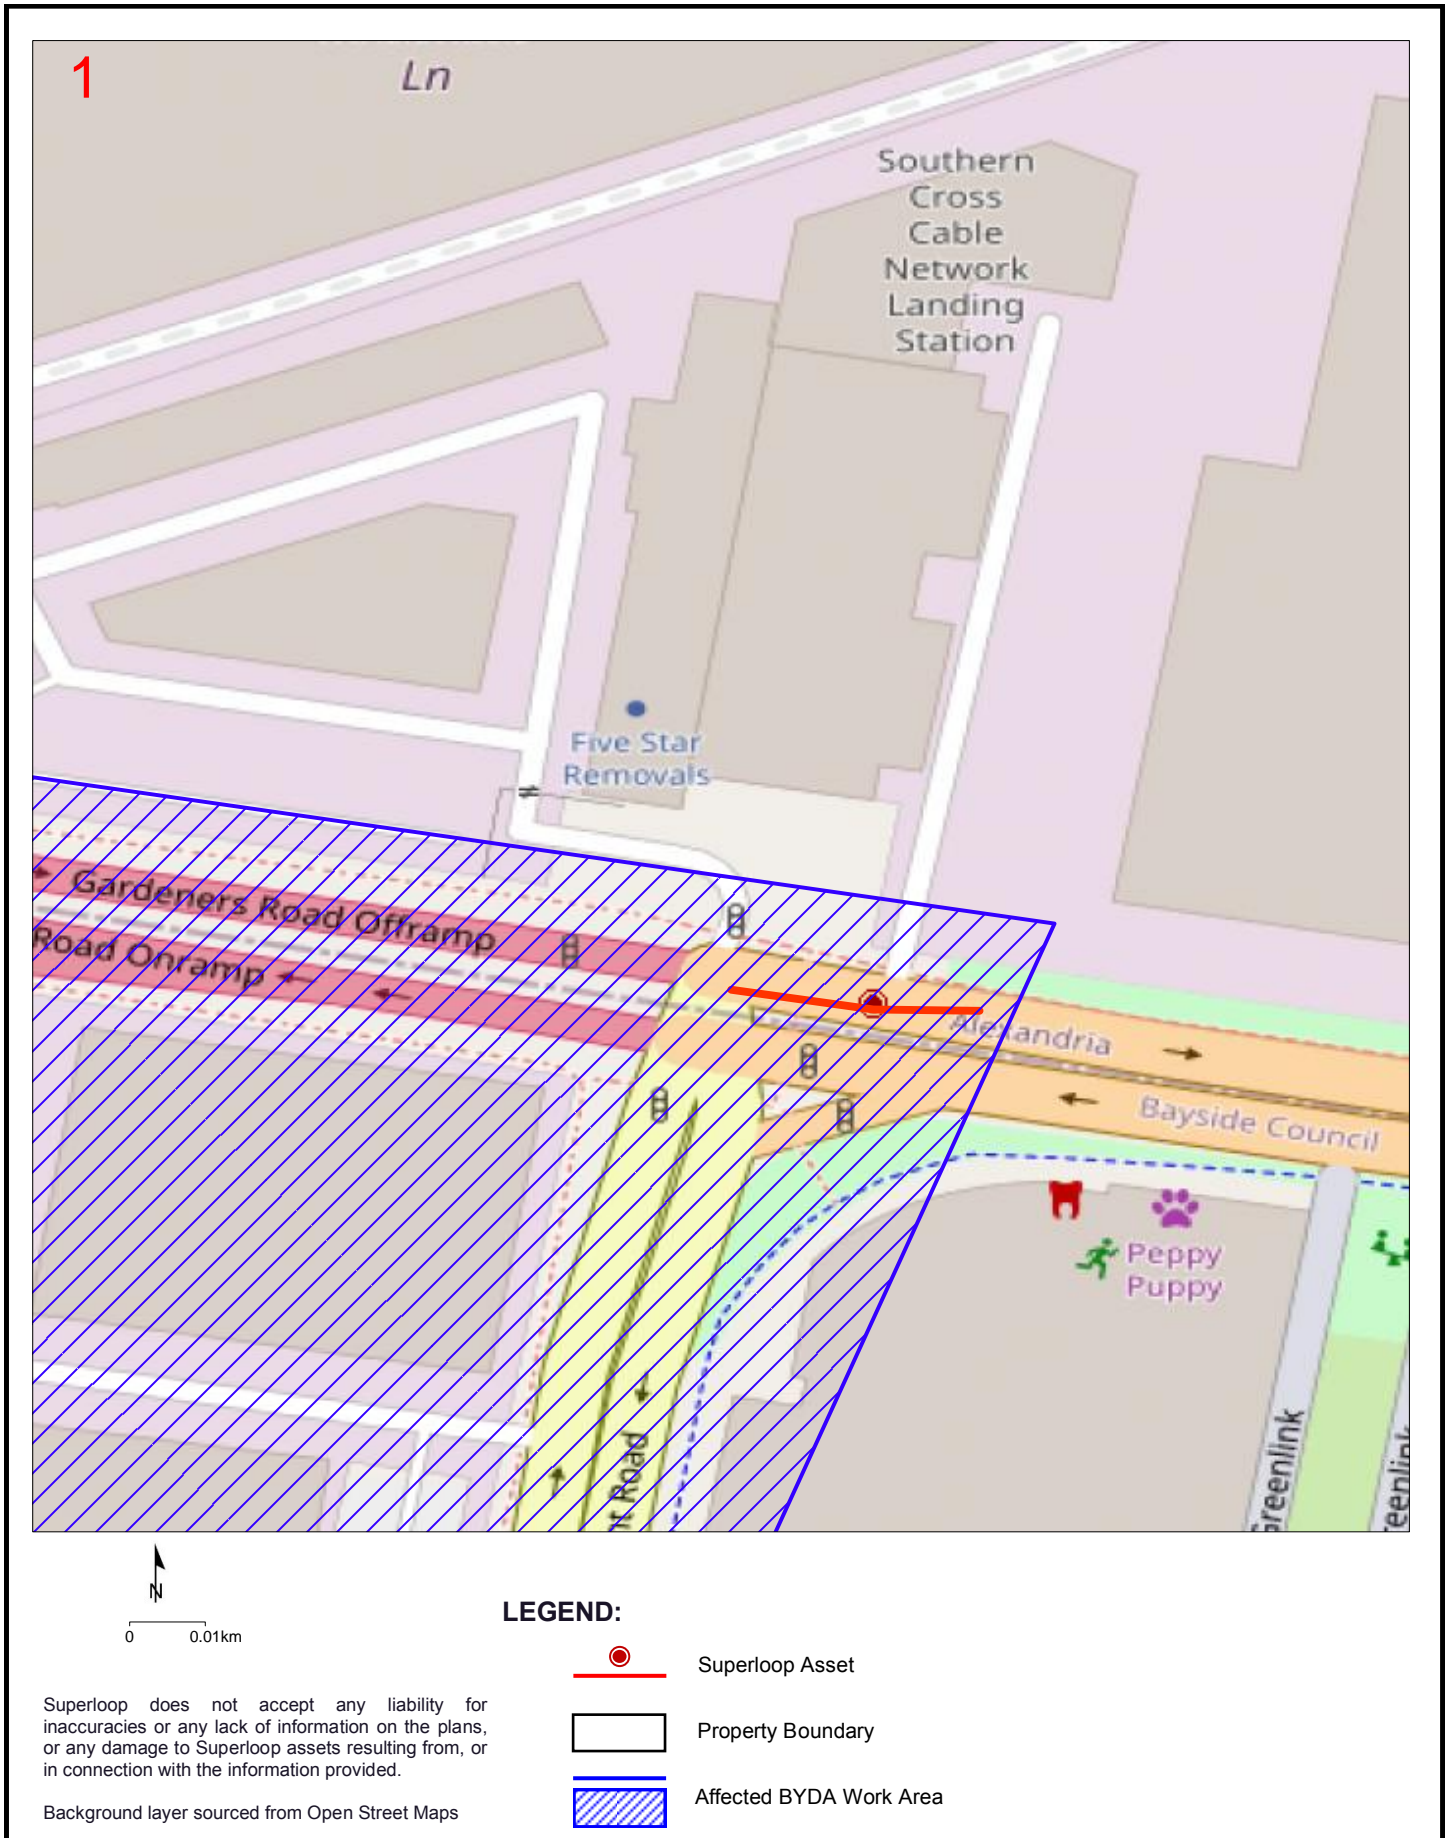 1
Ln
Southern
Cross
Cable
Network
Landing
Station
Five Star
Removals
Gardeners Road Offramp
Road Onramp
Alexandria
Bayside Council
Peppy
Puppy
Greenlink
Road
N
0 0.01km
LEGEND:
Superloop Asset
Property Boundary
Affected BYDA Work Area
Superloop does not accept any liability for
inaccuracies or any lack of information on the plans,
or any damage to Superloop assets resulting from, or
in connection with the information provided.
Background layer sourced from Open Street Maps